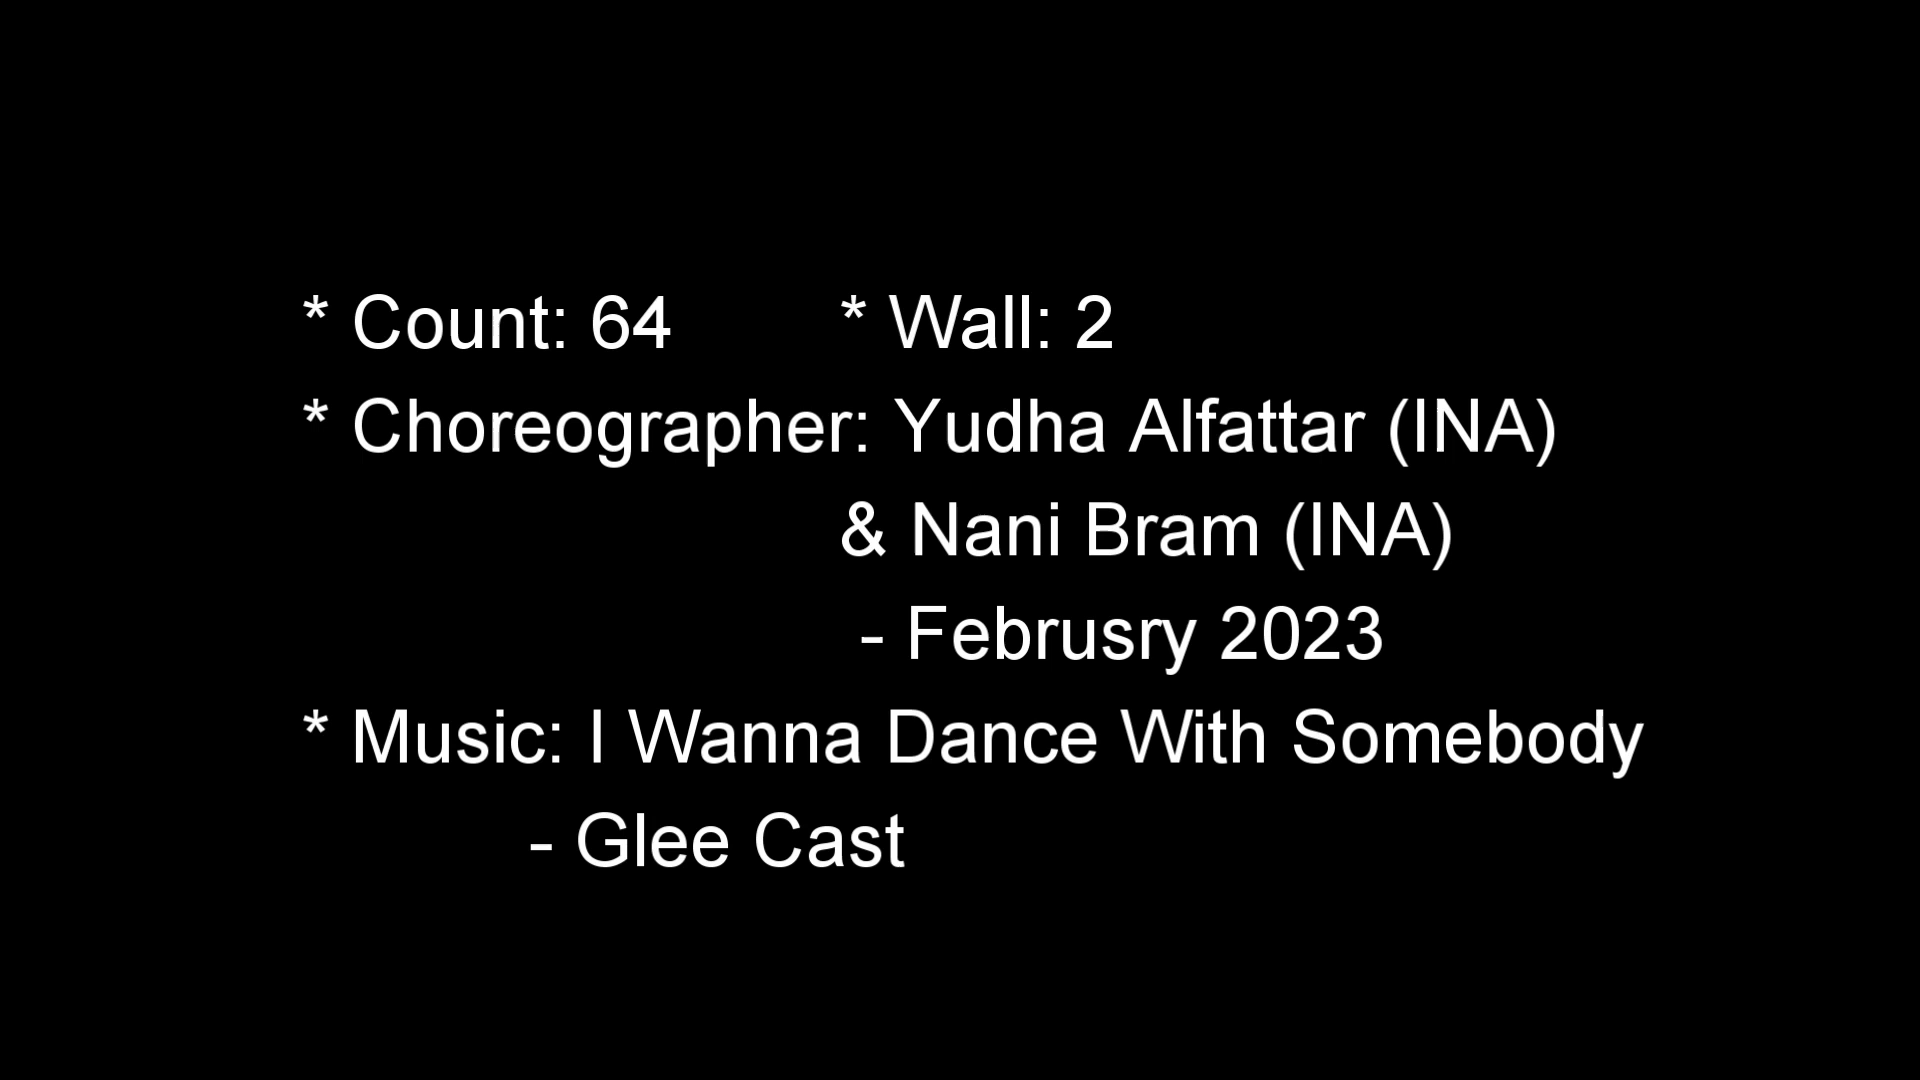 * Count: 64 * Wall: 2
* Choreographer: Yudha Alfattar (INA)
& Nani Bram (INA)
- Februsry 2023
* Music: I Wanna Dance With Somebody
- Glee Cast